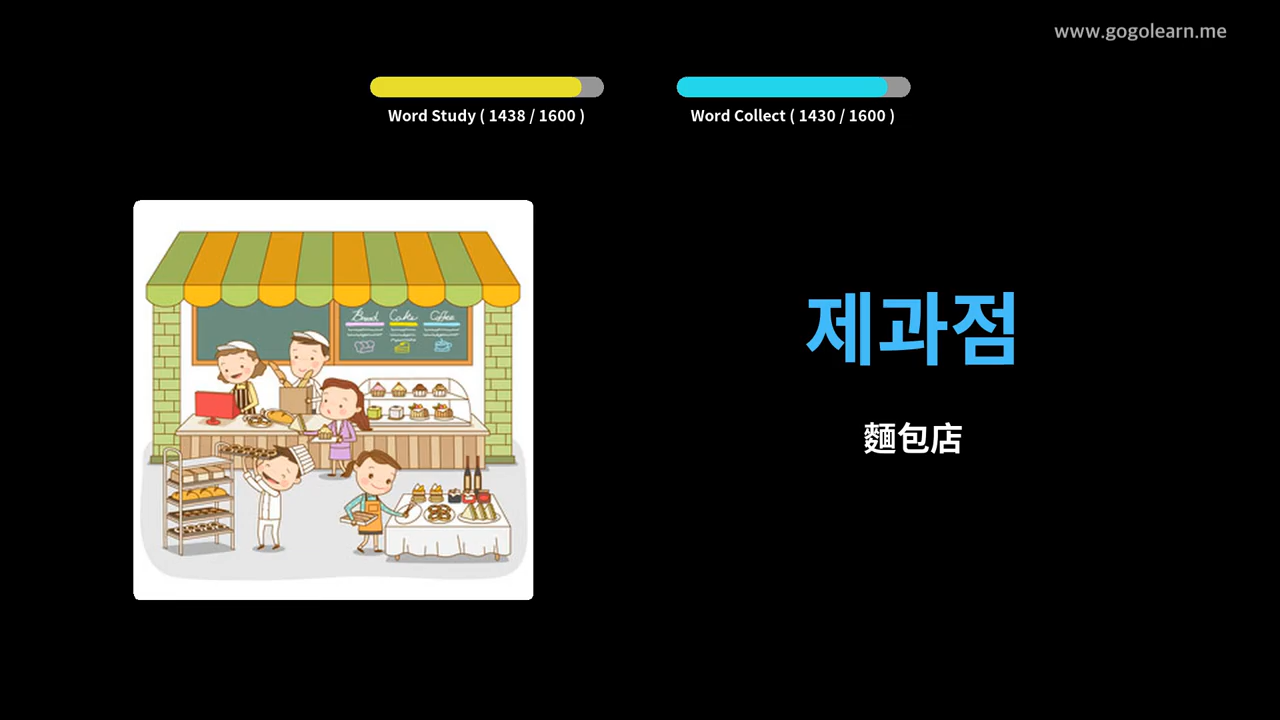 www.gogolearn.me
Word Study ( 1438 / 1600 )
Word Collect ( 1430 / 1600 )
Bread Cake Coffee
제과점
麵包店